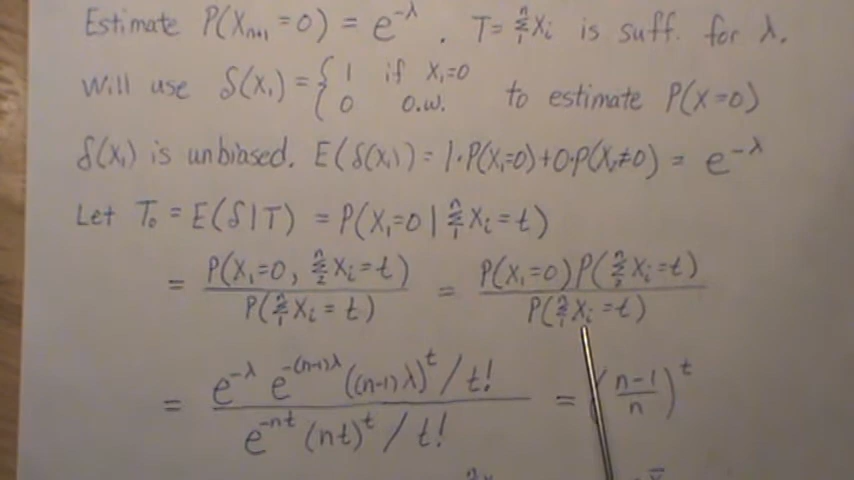 Estimate P(X_{n+1}=0) = e^{-λ}. T = Σ_1^n X_i is suff. for λ.
Will use δ(X_1) = { 1 if X_1=0
0 o.w. to estimate P(X=0)
δ(X_1) is unbiased. E(δ(X_1)) = 1·P(X_1=0)+0·P(X_1≠0) = e^{-λ}
Let T_0 = E(δ|T) = P(X_1=0 | Σ_1^n X_i = t)
= P(X_1=0, Σ_2^n X_i = t) / P(Σ_1^n X_i = t) = P(X_1=0) P(Σ_2^n X_i = t) / P(Σ_1^n X_i = t)
= e^{-λ} e^{-(n-1)λ} ((n-1)λ)^t / t! / e^{-nt} (nt)^t / t! = ((n-1)/n)^t